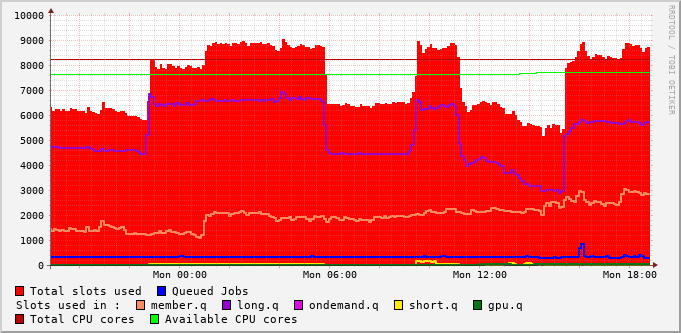 10000
9000
8000
7000
6000
5000
4000
3000
2000
1000
0
Mon 00:00 Mon 06:00 Mon 12:00 Mon 18:00
RRDTOOL / TOBI OETIKER
Total slots used Queued Jobs
Slots used in : member.q long.q ondemand.q short.q gpu.q
Total CPU cores Available CPU cores